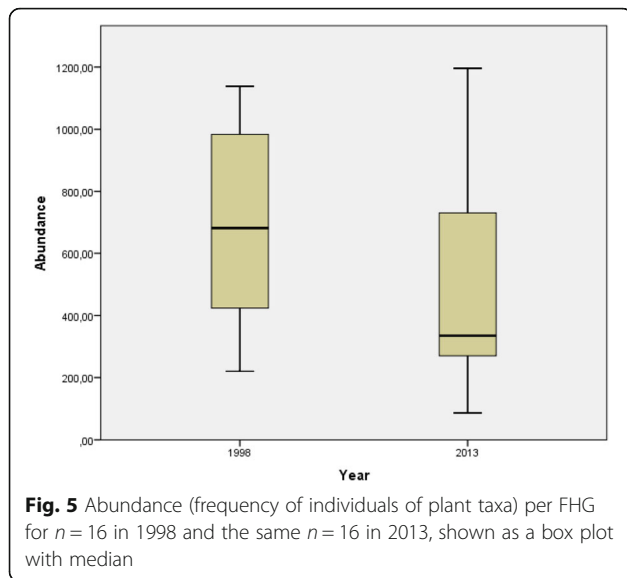 1200,00
1000,00
800,00
600,00
400,00
200,00
,00
Abundance
1998
2013
Year
Fig. 5 Abundance (frequency of individuals of plant taxa) per FHG
for n = 16 in 1998 and the same n = 16 in 2013, shown as a box plot
with median